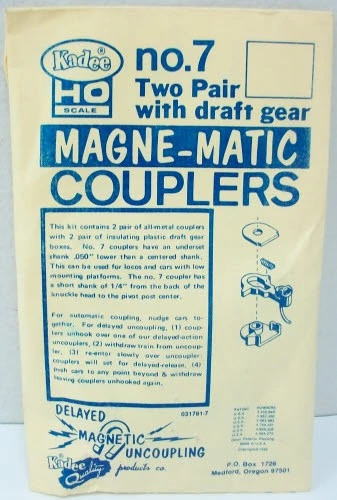 Kadee®
HO
SCALE
no.7
Two Pair
with draft gear
MAGNE-MATIC
COUPLERS
This kit contains 2 pair of all-metal couplers
with 2 pair of insulating plastic draft gear
boxes. No. 7 couplers have an underset
shank .050" lower than a centered shank.
This can be used for locos and cars with low
mounting platforms. The no. 7 coupler has
a short shank of 1/4" from the back of the
knuckle head to the pivot post center.
For automatic coupling, nudge cars to-
gether. For delayed uncoupling, (1) coup-
lers unhook over one of our delayed-action
uncouplers, (2) withdraw train from uncoup-
ler, (3) re-enter slowly over uncoupler:
couplers will set for delayed-release, (4)
Push cars to any point beyond & withdraw
leaving couplers unhooked again.
DELAYED
MAGNETIC
UNCOUPLING
031781-7
Kadee Quality products co.
PATENT NUMBERS
U.S.A.
U.S.A.
U.S.A.
U.S.A.
U.S.A.
U.S.A.
MADE IN U.S.A.
P.O. Box 1726
Medford, Oregon 97501